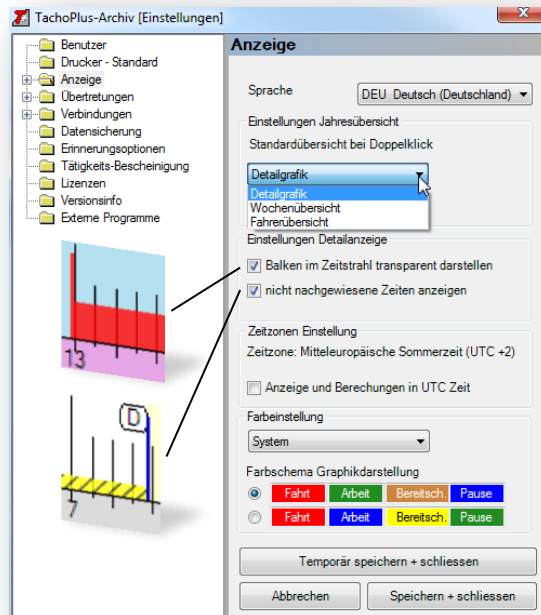 TachoPlus-Archiv [Einstellungen]
Benutzer
Drucker - Standard
Anzeige
Übertretungen
Verbindungen
Datensicherung
Erinnerungsoptionen
Tätigkeits-Bescheinigung
Lizenzen
Versionsinfo
Externe Programme
13
D
7
Anzeige
Sprache
DEU Deutsch (Deutschland)
Einstellungen Jahresübersicht
Standardübersicht bei Doppelklick
Detailgrafik
Detailgrafik
Wochenübersicht
Fahrerübersicht
Einstellungen Detailanzeige
Balken im Zeitstrahl transparent darstellen
nicht nachgewiesene Zeiten anzeigen
Zeitzonen Einstellung
Zeitzone: Mitteleuropäische Sommerzeit (UTC +2)
Anzeige und Berechungen in UTC Zeit
Farbeinstellung
System
Farbschema Graphikdarstellung
Fahrt Arbeit Bereitsch. Pause
Fahrt Arbeit Bereitsch. Pause
Temporär speichern + schliessen
Abbrechen Speichern + schliessen